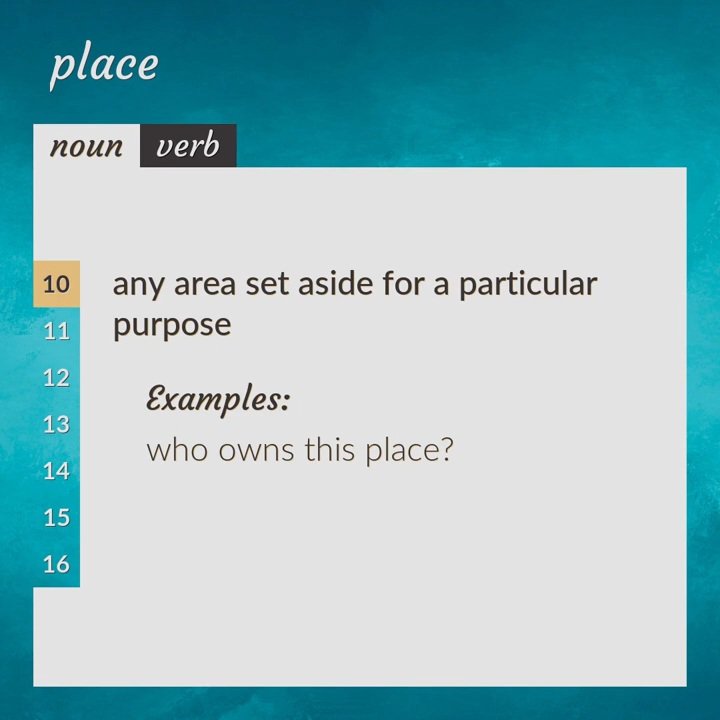 place
noun verb
10 any area set aside for a particular
purpose
11
12
13
14
15
16
Examples:
who owns this place?